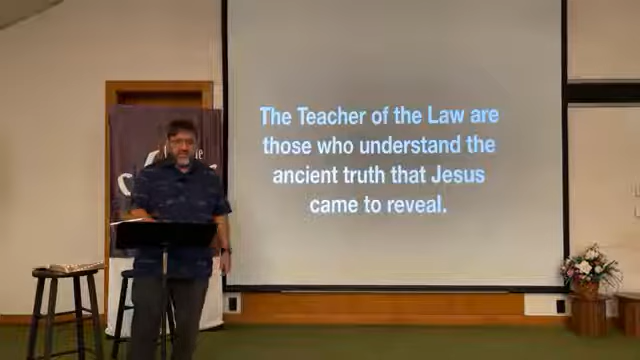 The Teacher of the Law are
those who understand the
ancient truth that Jesus
came to reveal.